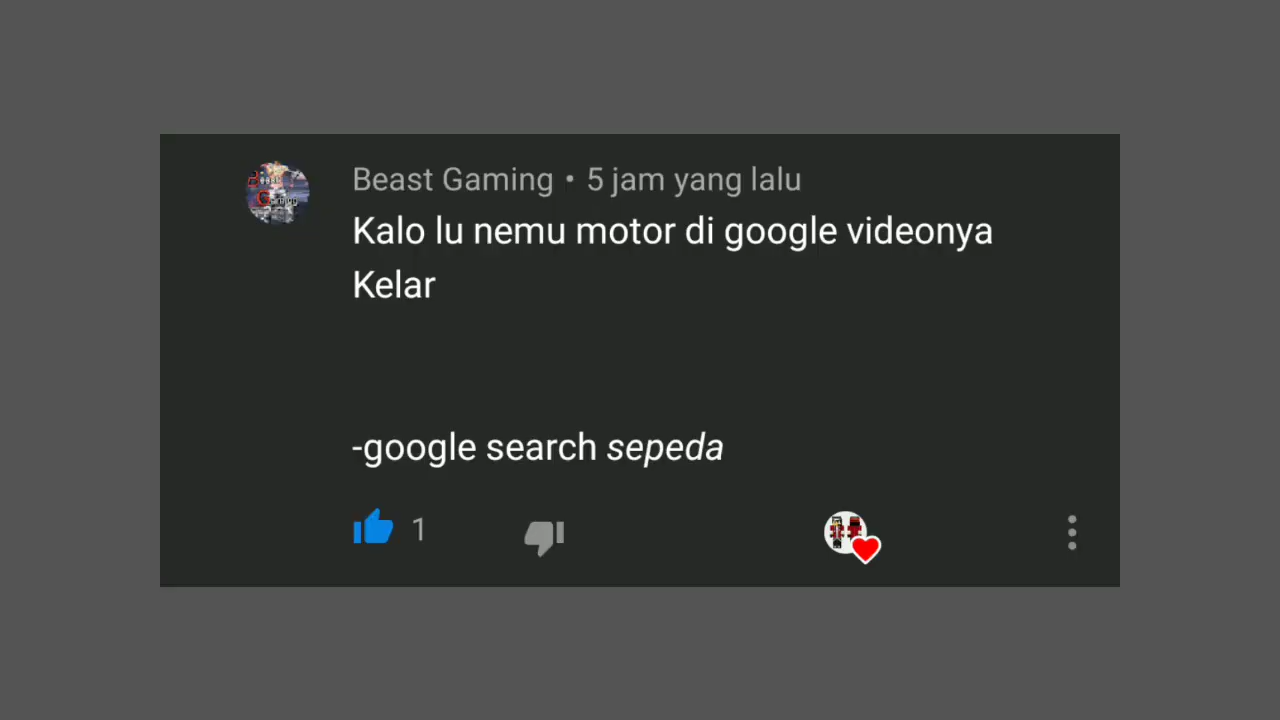 Beast Gaming • 5 jam yang lalu
Kalo lu nemu motor di google videonya
Kelar
-google search sepeda
1